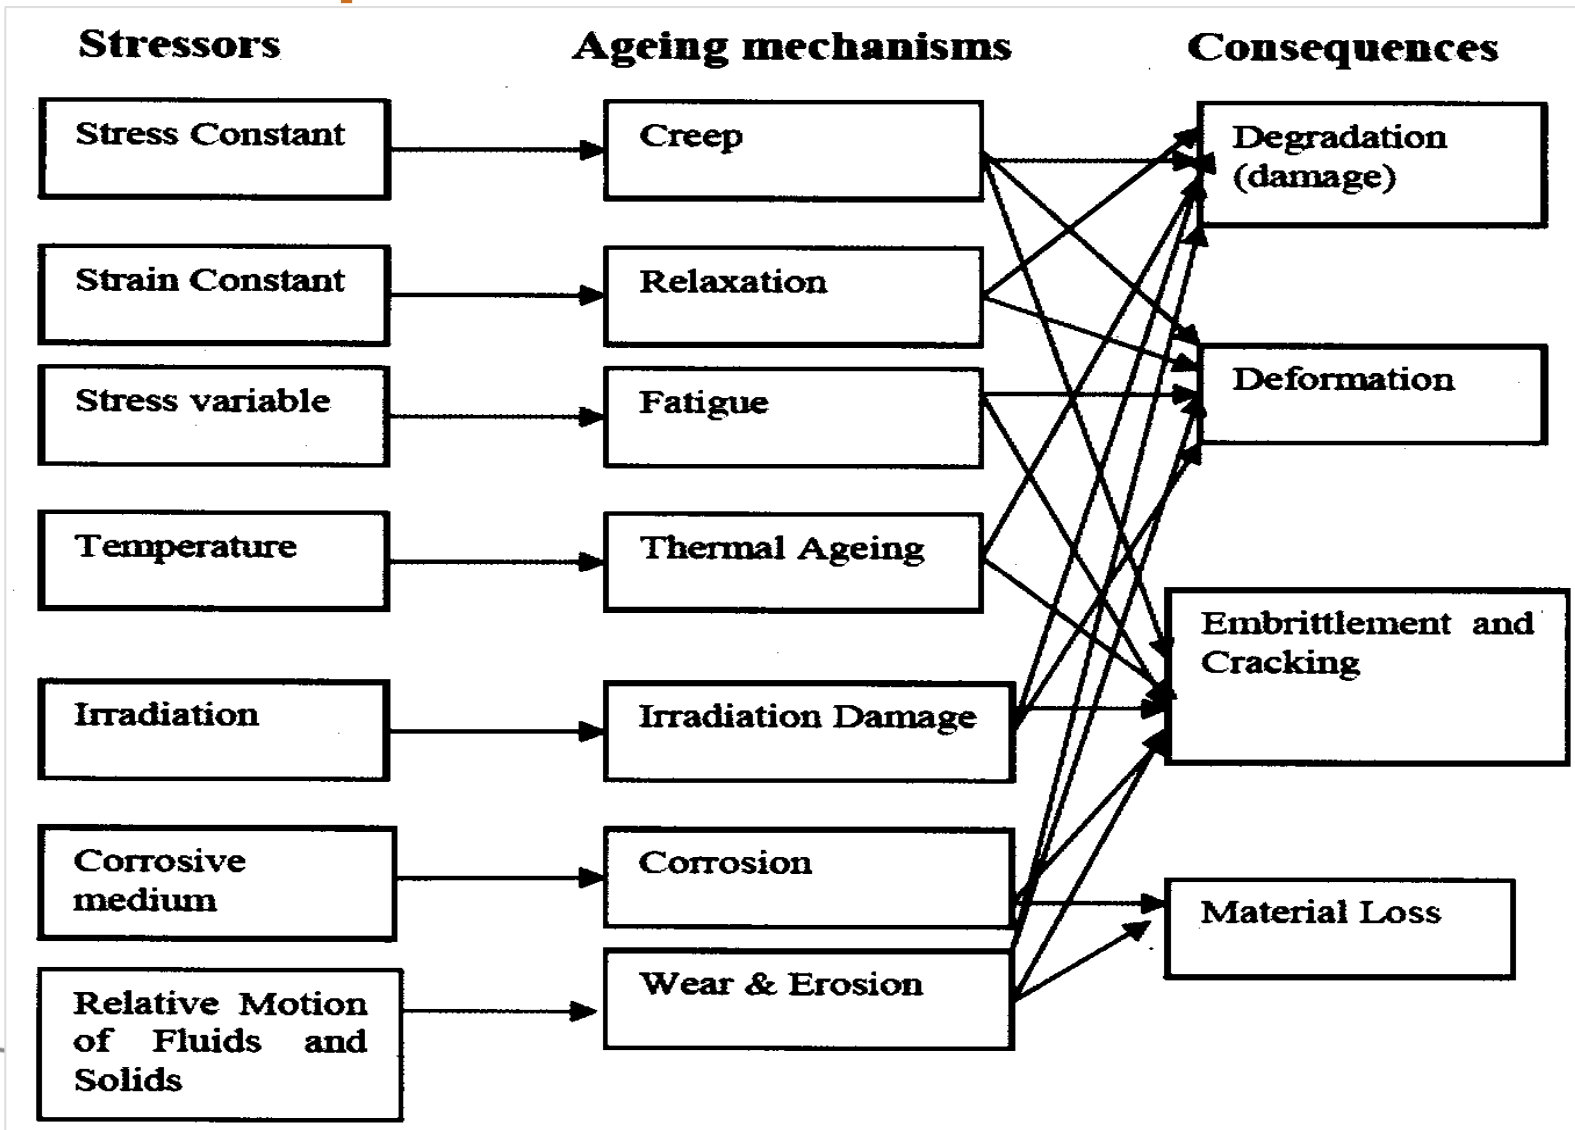 Stressors
Ageing mechanisms
Consequences
Stress Constant
Creep
Degradation
(damage)
Strain Constant
Relaxation
Deformation
Stress variable
Fatigue
Temperature
Thermal Ageing
Embrittlement and
Cracking
Irradiation
Irradiation Damage
Corrosive
medium
Corrosion
Material Loss
Relative Motion
of Fluids and
Solids
Wear & Erosion